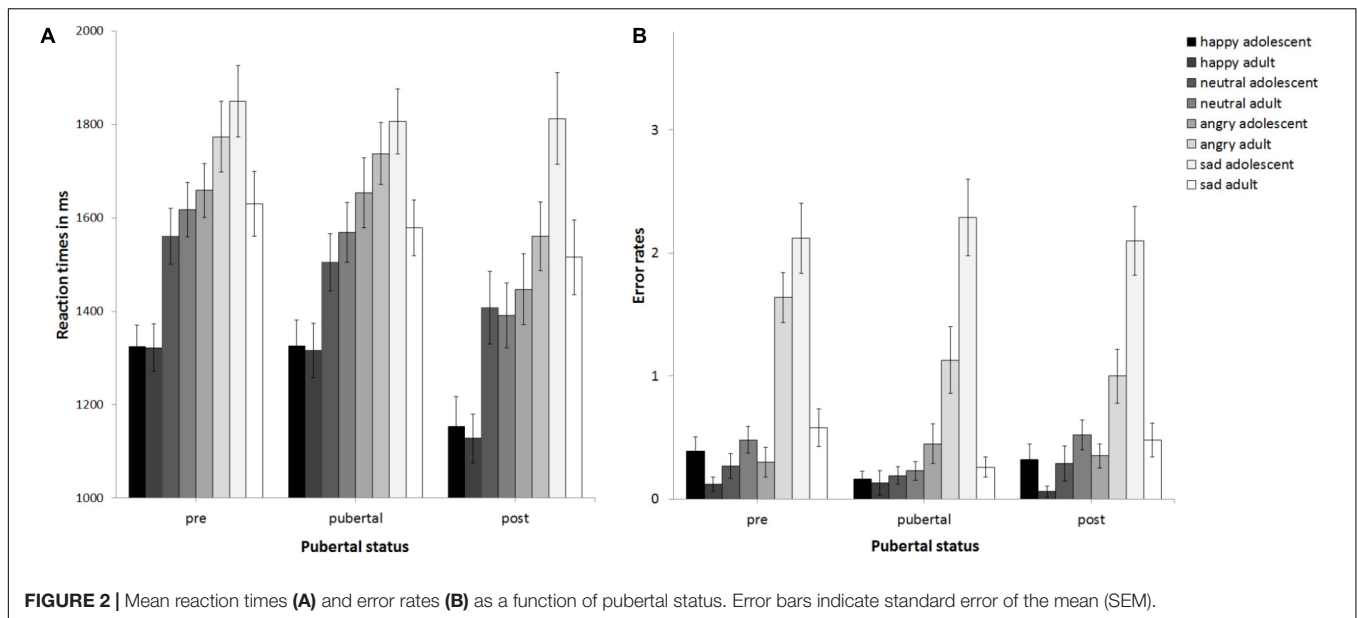 A
2000
1800
1600
1400
1200
1000
Reaction times in ms
pre
pubertal
post
Pubertal status
B
3
2
1
0
Error rates
pre
pubertal
post
Pubertal status
happy adolescent
happy adult
neutral adolescent
neutral adult
angry adolescent
angry adult
sad adolescent
sad adult
FIGURE 2 | Mean reaction times (A) and error rates (B) as a function of pubertal status. Error bars indicate standard error of the mean (SEM).